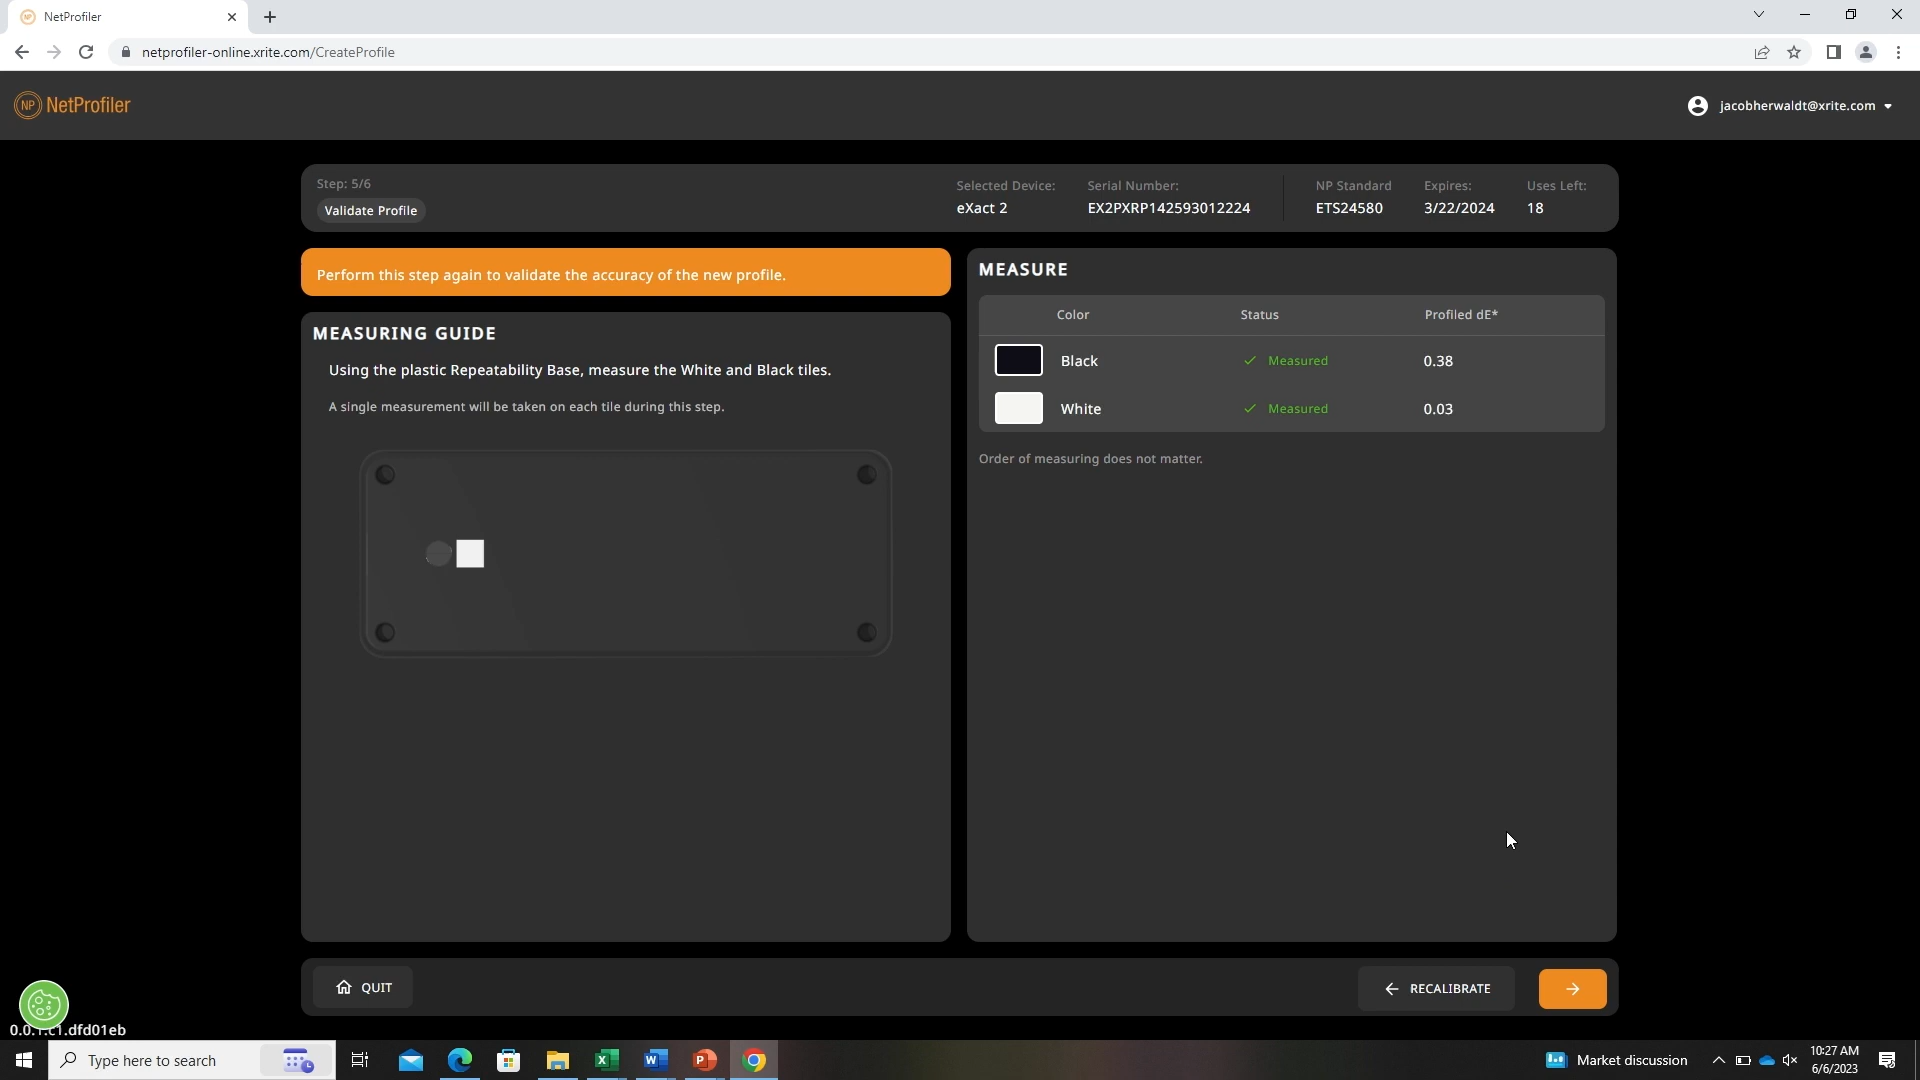 NetProfiler
netprofiler-online.xrite.com/CreateProfile
NP NetProfiler
jacobherwaldt@xrite.com
Step: 5/6
Validate Profile
Selected Device:
eXact 2
Serial Number:
EX2PXRP142593012224
NP Standard
ETS24580
Expires:
3/22/2024
Uses Left:
18
Perform this step again to validate the accuracy of the new profile.
MEASURING GUIDE
Using the plastic Repeatability Base, measure the White and Black tiles.
A single measurement will be taken on each tile during this step.
MEASURE
Color Status Profiled dE*
Black Measured 0.38
White Measured 0.03
Order of measuring does not matter.
QUIT
RECALIBRATE
Type here to search
Market discussion
10:27 AM
6/6/2023